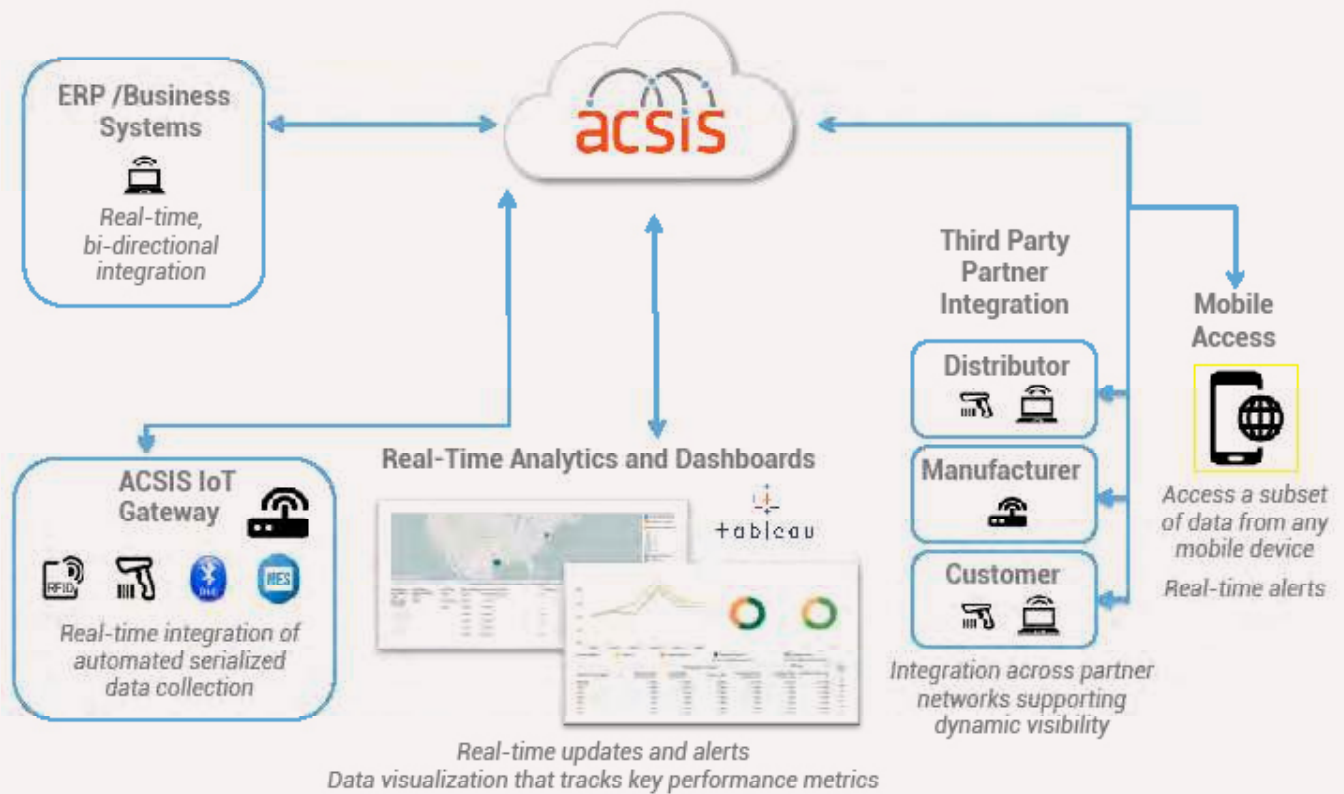 acsis
ERP /Business
Systems
Real-time,
bi-directional
integration
Third Party
Partner
Integration
Mobile
Access
Distributor
Manufacturer
Customer
Integration across partner
networks supporting
dynamic visibility
Access a subset
of data from any
mobile device
Real-time alerts
ACSIS IoT
Gateway
RFID
MES
Real-time integration of
automated serialized
data collection
Real-Time Analytics and Dashboards
+ableau
Real-time updates and alerts
Data visualization that tracks key performance metrics